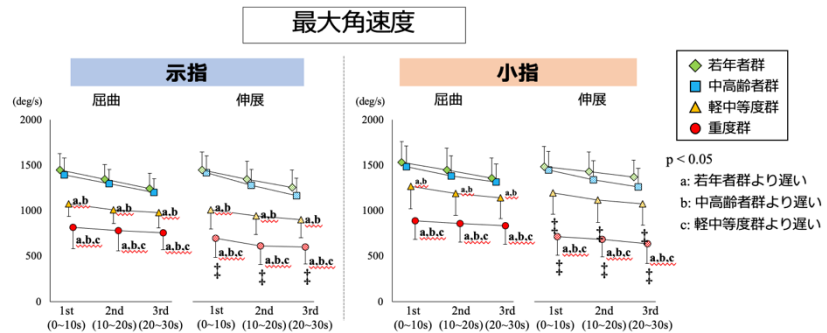 最大角速度
示指
小指
屈曲 伸展 屈曲 伸展
(deg/s) (deg/s)
2000 2000
1500 1500
1000 1000
500 500
0 0
a,b a,b a,b
a,b,c a,b,c a,b,c
a,b a,b a,b
a,b,c a,b,c a,b,c
‡ ‡ ‡
a,b a,b a,b
a,b,c a,b,c a,b,c
‡ ‡ ‡
a,b,c a,b,c a,b,c
‡ ‡ ‡
1st 2nd 3rd 1st 2nd 3rd 1st 2nd 3rd 1st 2nd 3rd
(0~10s) (10~20s) (20~30s) (0~10s) (10~20s) (20~30s) (0~10s) (10~20s) (20~30s) (0~10s) (10~20s) (20~30s)
若年者群
中高齢者群
軽中等度群
重度群
p < 0.05
a: 若年者群より遅い
b: 中高齢者群より遅い
c: 軽中等度群より遅い